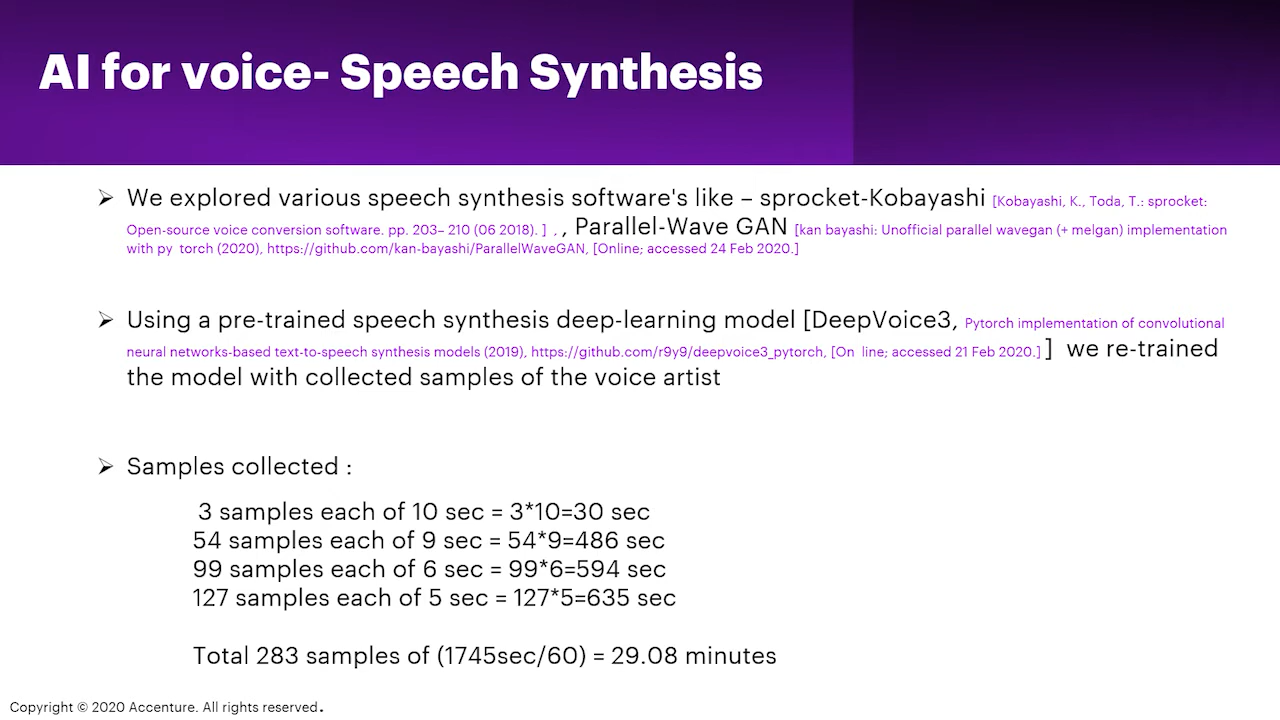 AI for voice- Speech Synthesis
➢ We explored various speech synthesis software's like – sprocket-Kobayashi [Kobayashi, K., Toda, T.: sprocket:
Open-source voice conversion software. pp. 203– 210 (06 2018). ] , , Parallel-Wave GAN [kan bayashi: Unofficial parallel wavegan (+ melgan) implementation
with py torch (2020), https://github.com/kan-bayashi/ParallelWaveGAN, [Online; accessed 24 Feb 2020.]
➢ Using a pre-trained speech synthesis deep-learning model [DeepVoice3, Pytorch implementation of convolutional
neural networks-based text-to-speech synthesis models (2019), https://github.com/r9y9/deepvoice3_pytorch, [On line; accessed 21 Feb 2020.] ] we re-trained
the model with collected samples of the voice artist
➢ Samples collected :
3 samples each of 10 sec = 3*10=30 sec
54 samples each of 9 sec = 54*9=486 sec
99 samples each of 6 sec = 99*6=594 sec
127 samples each of 5 sec = 127*5=635 sec
Total 283 samples of (1745sec/60) = 29.08 minutes
Copyright © 2020 Accenture. All rights reserved.